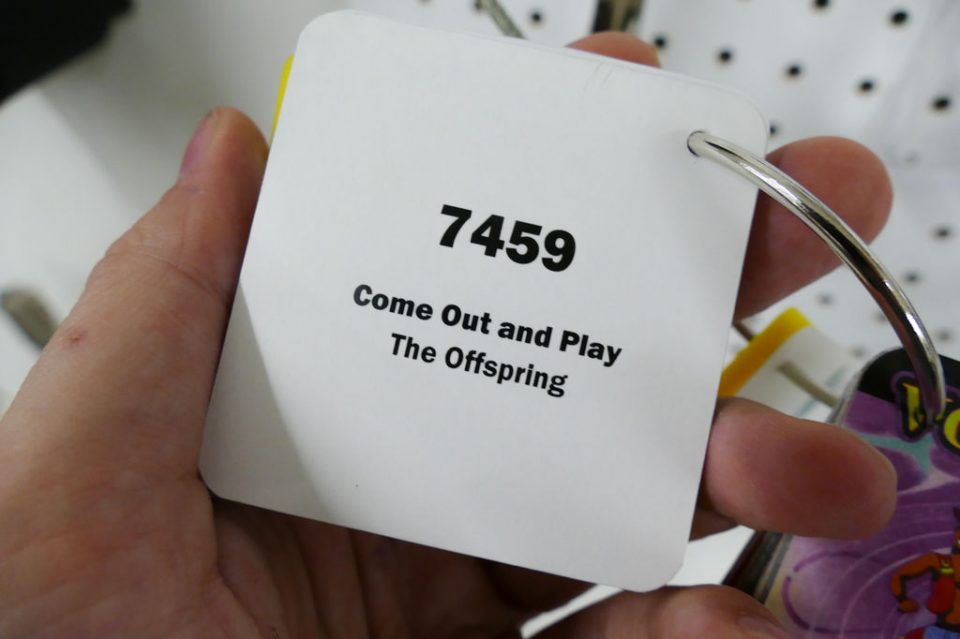 7459
Come Out and Play
The Offspring